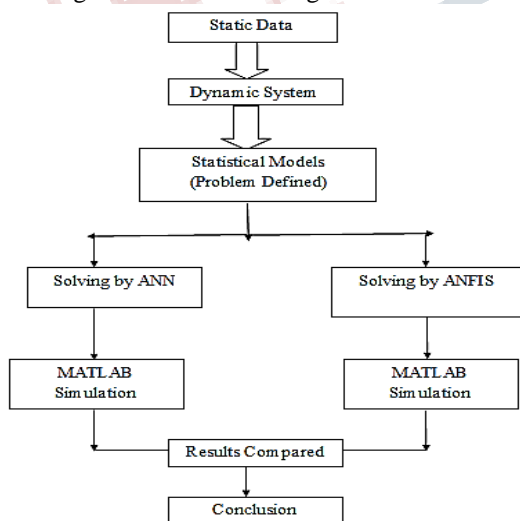 Static Data
Dynamic System
Statistical Models
(Problem Defined)
Solving by ANN
Solving by ANFIS
MATLAB
Simulation
MATLAB
Simulation
Results Compared
Conclusion